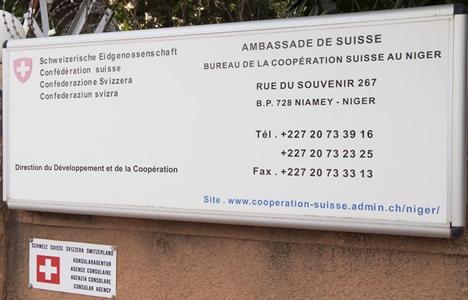 Schweizerische Eidgenossenschaft
Confédération suisse
Confederazione Svizzera
Confederaziun svizra
Direction du Développement et de la Coopération
AMBASSADE DE SUISSE
BUREAU DE LA COOPÉRATION SUISSE AU NIGER
RUE DU SOUVENIR 267
B.P. 728 NIAMEY - NIGER
Tél. +227 20 73 39 16
+227 20 73 23 25
Fax. +227 20 73 33 13
Site . www.cooperation-suisse.admin.ch/niger/
SCHWEIZ SUISSE SVIZZERA SWITZERLAND
KONSULARAGENTUR
AGENCE CONSULAIRE
AGENZIA CONSOLARE
CONSULAR AGENCY